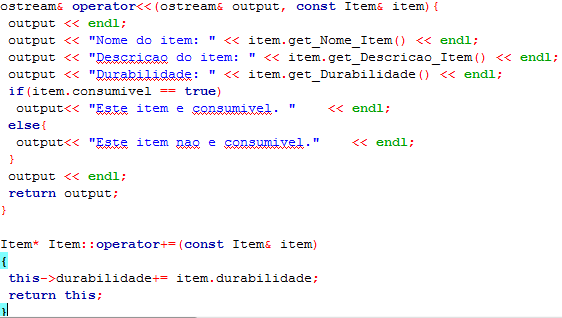 ostream& operator<<(ostream& output, const Item& item){
output << endl;
output << "Nome do item: " << item.get_Nome_Item() << endl;
output << "Descricao do item: " << item.get_Descricao_Item() << endl;
output << "Durabilidade: " << item.get_Durabilidade() << endl;
if(item.consumivel == true)
output<< "Este item e consumivel. " << endl;
else{
output<< "Este item nao e consumivel." << endl;
}
output << endl;
return output;
}
Item* Item::operator+=(const Item& item)
{
this->durabilidade+= item.durabilidade;
return this;
}